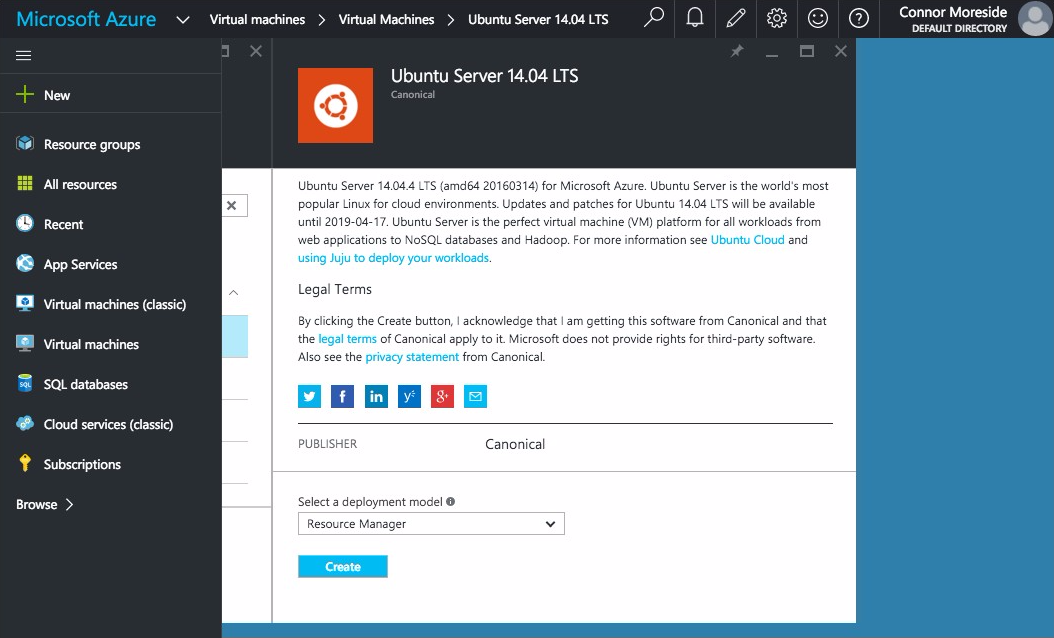 Microsoft Azure
Virtual machines > Virtual Machines > Ubuntu Server 14.04 LTS
Connor Moreside
DEFAULT DIRECTORY
New
Resource groups
All resources
Recent
App Services
Virtual machines (classic)
Virtual machines
SQL databases
Cloud services (classic)
Subscriptions
Browse >
Ubuntu Server 14.04 LTS
Canonical
Ubuntu Server 14.04.4 LTS (amd64 20160314) for Microsoft Azure. Ubuntu Server is the world's most
popular Linux for cloud environments. Updates and patches for Ubuntu 14.04 LTS will be available
until 2019-04-17. Ubuntu Server is the perfect virtual machine (VM) platform for all workloads from
web applications to NoSQL databases and Hadoop. For more information see Ubuntu Cloud and
using Juju to deploy your workloads.
Legal Terms
By clicking the Create button, I acknowledge that I am getting this software from Canonical and that
the legal terms of Canonical apply to it. Microsoft does not provide rights for third-party software.
Also see the privacy statement from Canonical.
PUBLISHER Canonical
Select a deployment model
Resource Manager
Create